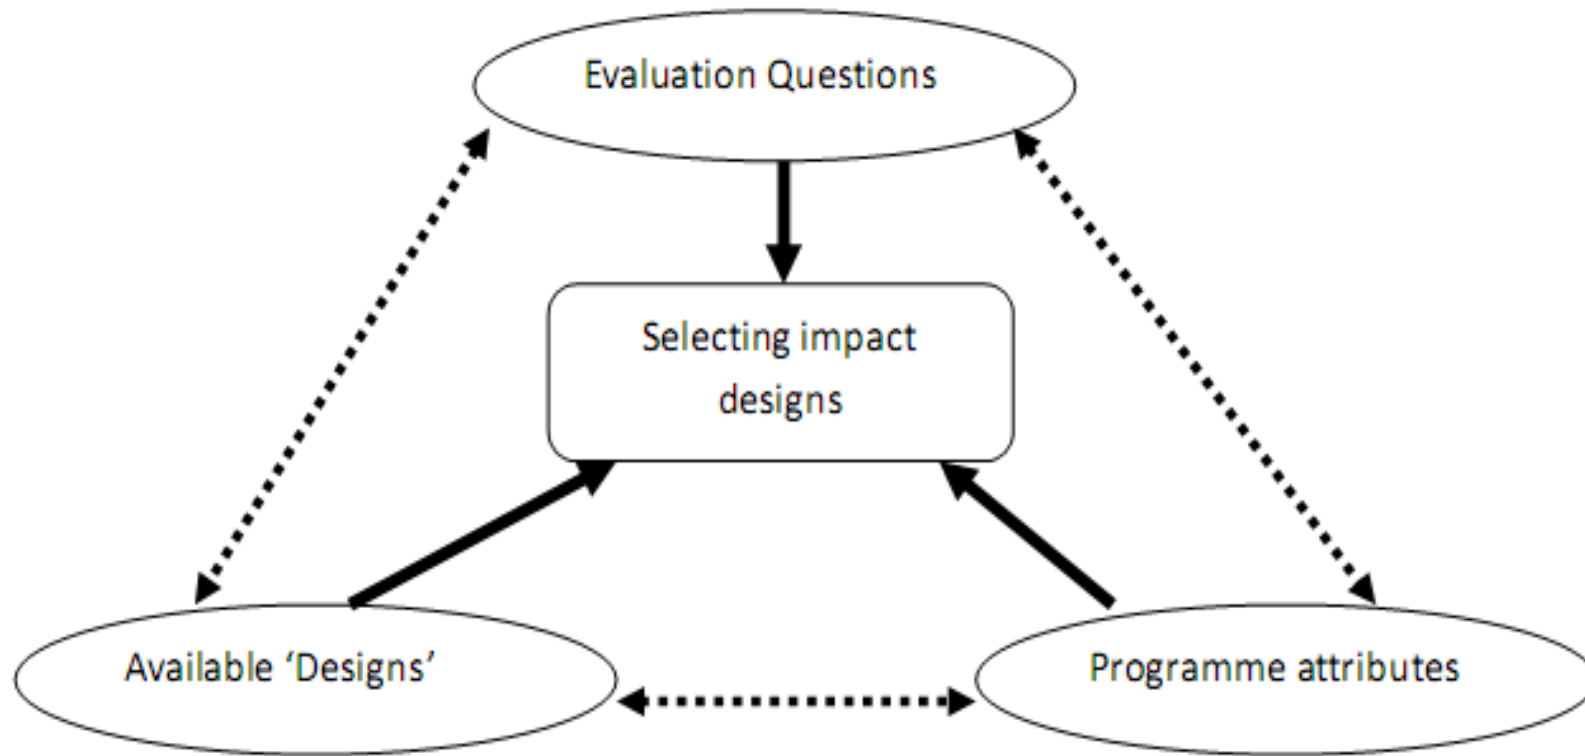 Evaluation Questions
Selecting impact
designs
Available ‘Designs’
Programme attributes